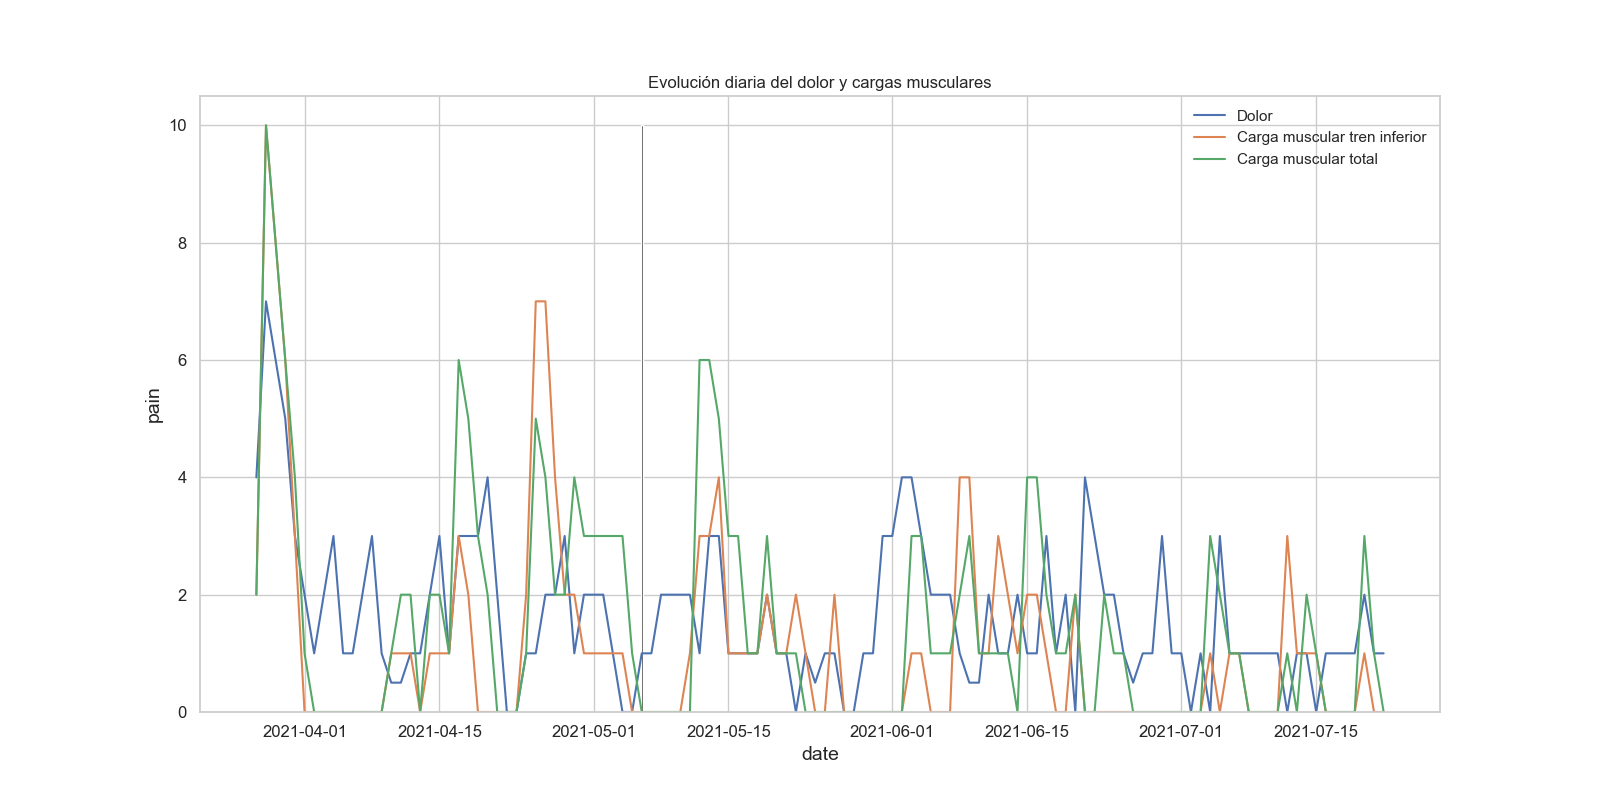 Evolución diaria del dolor y cargas musculares
Dolor
Carga muscular tren inferior
Carga muscular total
pain
10
8
6
4
2
0
2021-04-01
2021-04-15
2021-05-01
2021-05-15
2021-06-01
2021-06-15
2021-07-01
2021-07-15
date